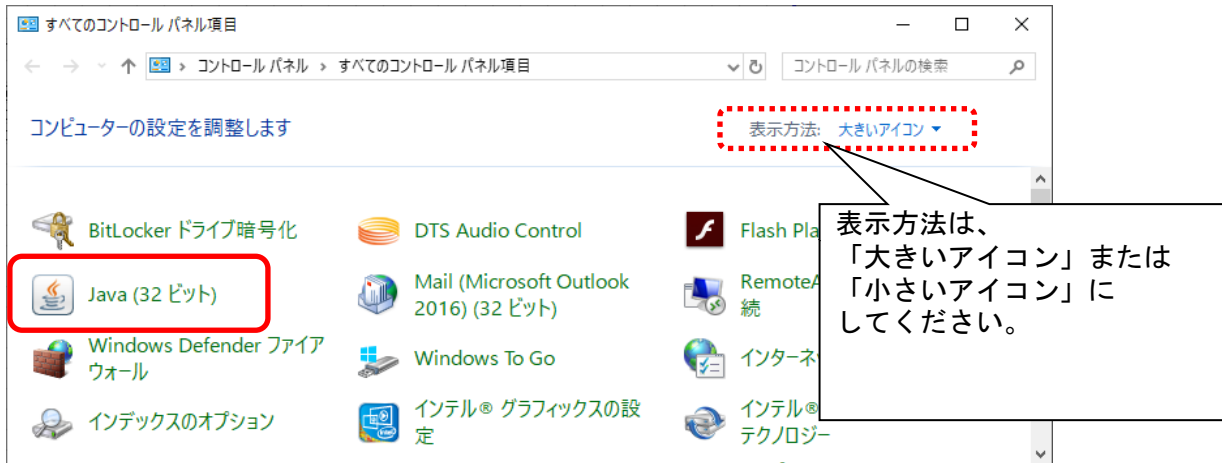 すべてのコントロール パネル項目
コントロール パネル › すべてのコントロール パネル項目
コントロール パネルの検索
コンピューターの設定を調整します
表示方法: 大きいアイコン
BitLocker ドライブ暗号化
DTS Audio Control
Flash Pla
Java (32 ビット)
Mail (Microsoft Outlook
2016) (32 ビット)
RemoteA
続
Windows Defender ファイア
ウォール
Windows To Go
インターネッ
インデックスのオプション
インテル® グラフィックスの設
定
インテル®
テクノロジー
表示方法は、
「大きいアイコン」または
「小さいアイコン」に
してください。